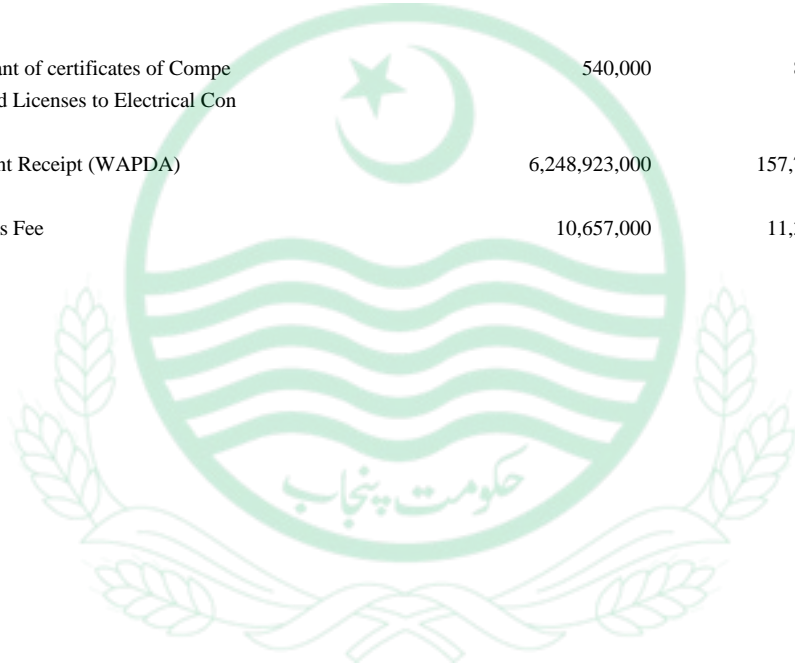 ant of certificates of Compe 540,000
d Licenses to Electrical Con
nt Receipt (WAPDA) 6,248,923,000 157,
s Fee 10,657,000 11,
حکومت پنجاب